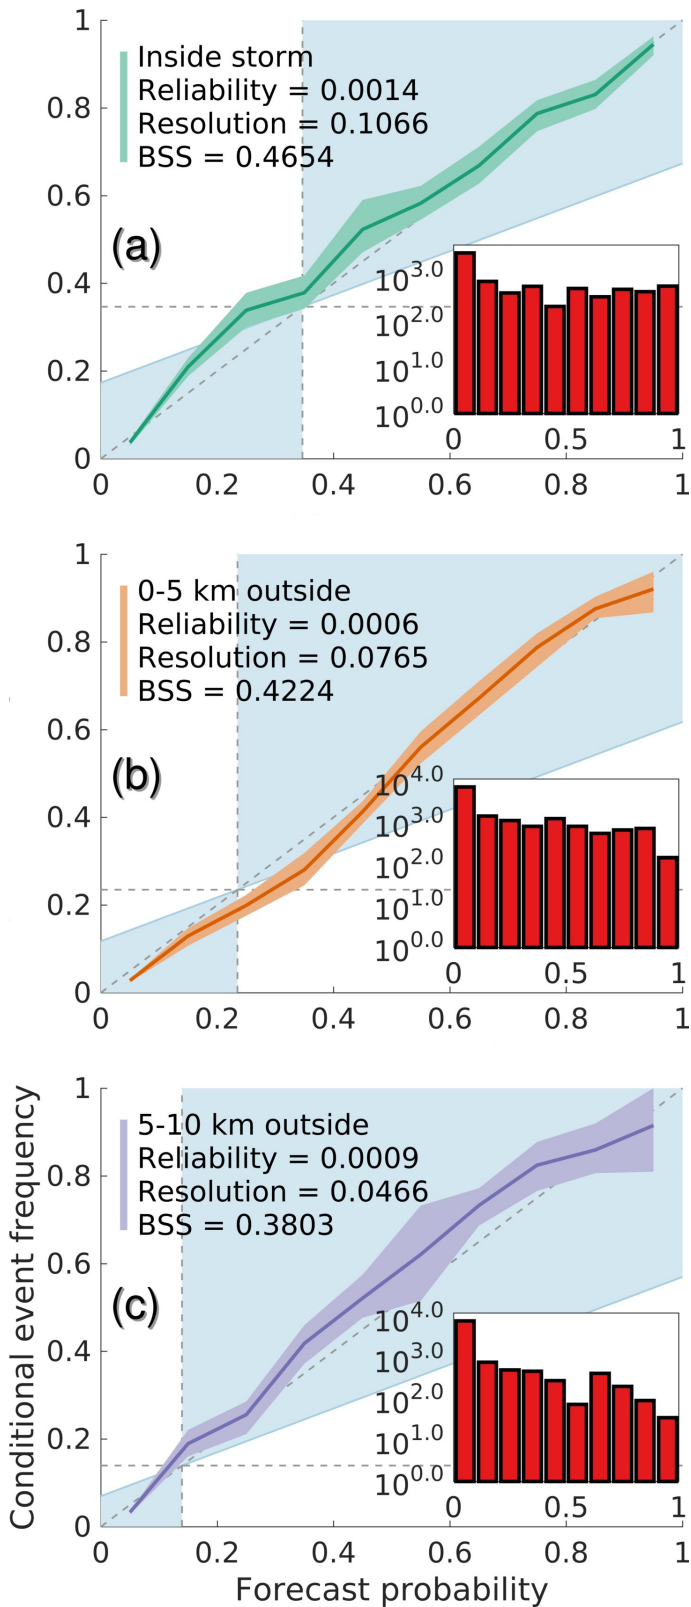 1
Inside storm
Reliability = 0.0014
0.8
Resolution = 0.1066
BSS = 0.4654
0.6
(a)
0.4
10^3.0
10^2.0
0.2
10^1.0
10^0.0
0 0.5 1
0
0 0.2 0.4 0.6 0.8 1
1
0-5 km outside
Reliability = 0.0006
0.8
Resolution = 0.0765
BSS = 0.4224
0.6
(b)
10^4.0
0.4
10^3.0
10^2.0
0.2
10^1.0
10^0.0
0 0.5 1
0
0 0.2 0.4 0.6 0.8 1
1
5-10 km outside
Reliability = 0.0009
0.8
Resolution = 0.0466
BSS = 0.3803
0.6
(c)
10^4.0
0.4
10^3.0
10^2.0
0.2
10^1.0
10^0.0
0 0.5 1
0
0 0.2 0.4 0.6 0.8 1
Conditional event frequency
Forecast probability